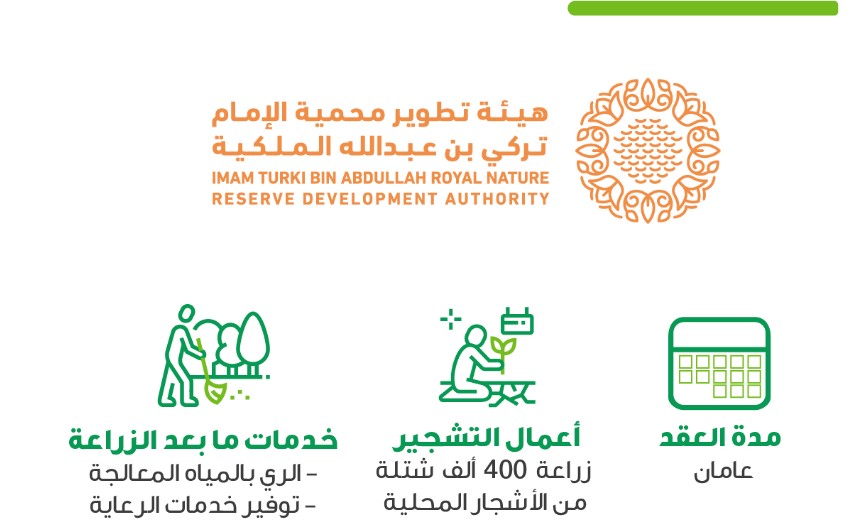 هيئة تطوير محمية الإمام
تركي بن عبدالله الملكية
IMAM TURKI BIN ABDULLAH ROYAL NATURE
RESERVE DEVELOPMENT AUTHORITY
مدة العقد
عامان
أعمال التشجير
زراعة 400 ألف شتلة
من الأشجار المحلية
خدمات ما بعد الزراعة
- الري بالمياه المعالجة
- توفير خدمات الرعاية